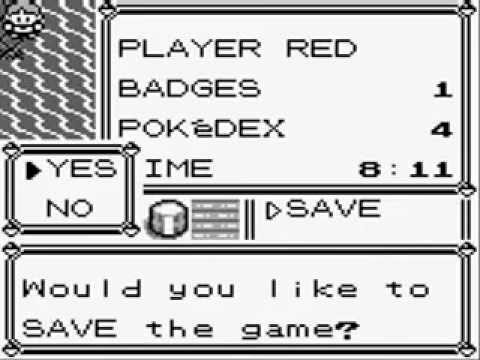 PLAYER RED
BADGES 1
POKéDEX 4
IME 8:11
YES
NO
SAVE
Would you like to
SAVE the game?